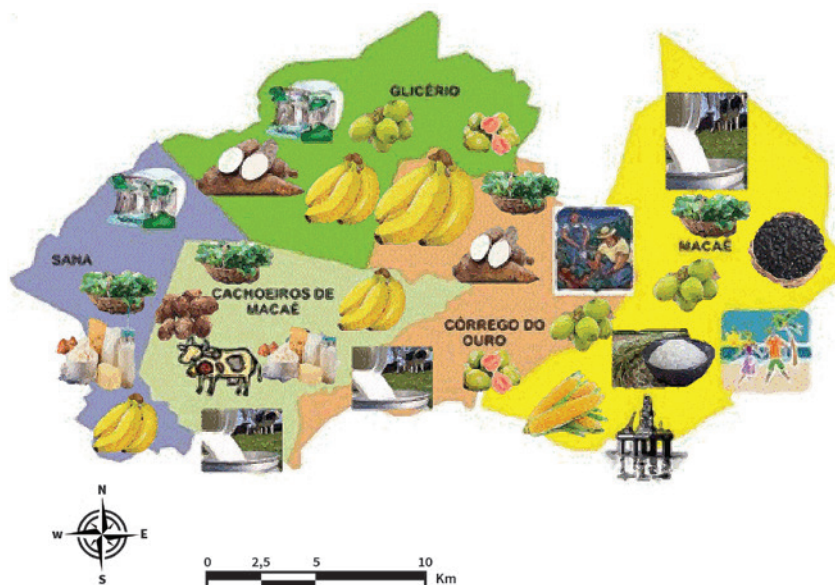 GLICÉRIO
SANA
MACAÉ
CACHOEIROS DE
MACAÉ
CÓRREGO DO
OURO
N
W E
S
0 2,5 5 10
Km